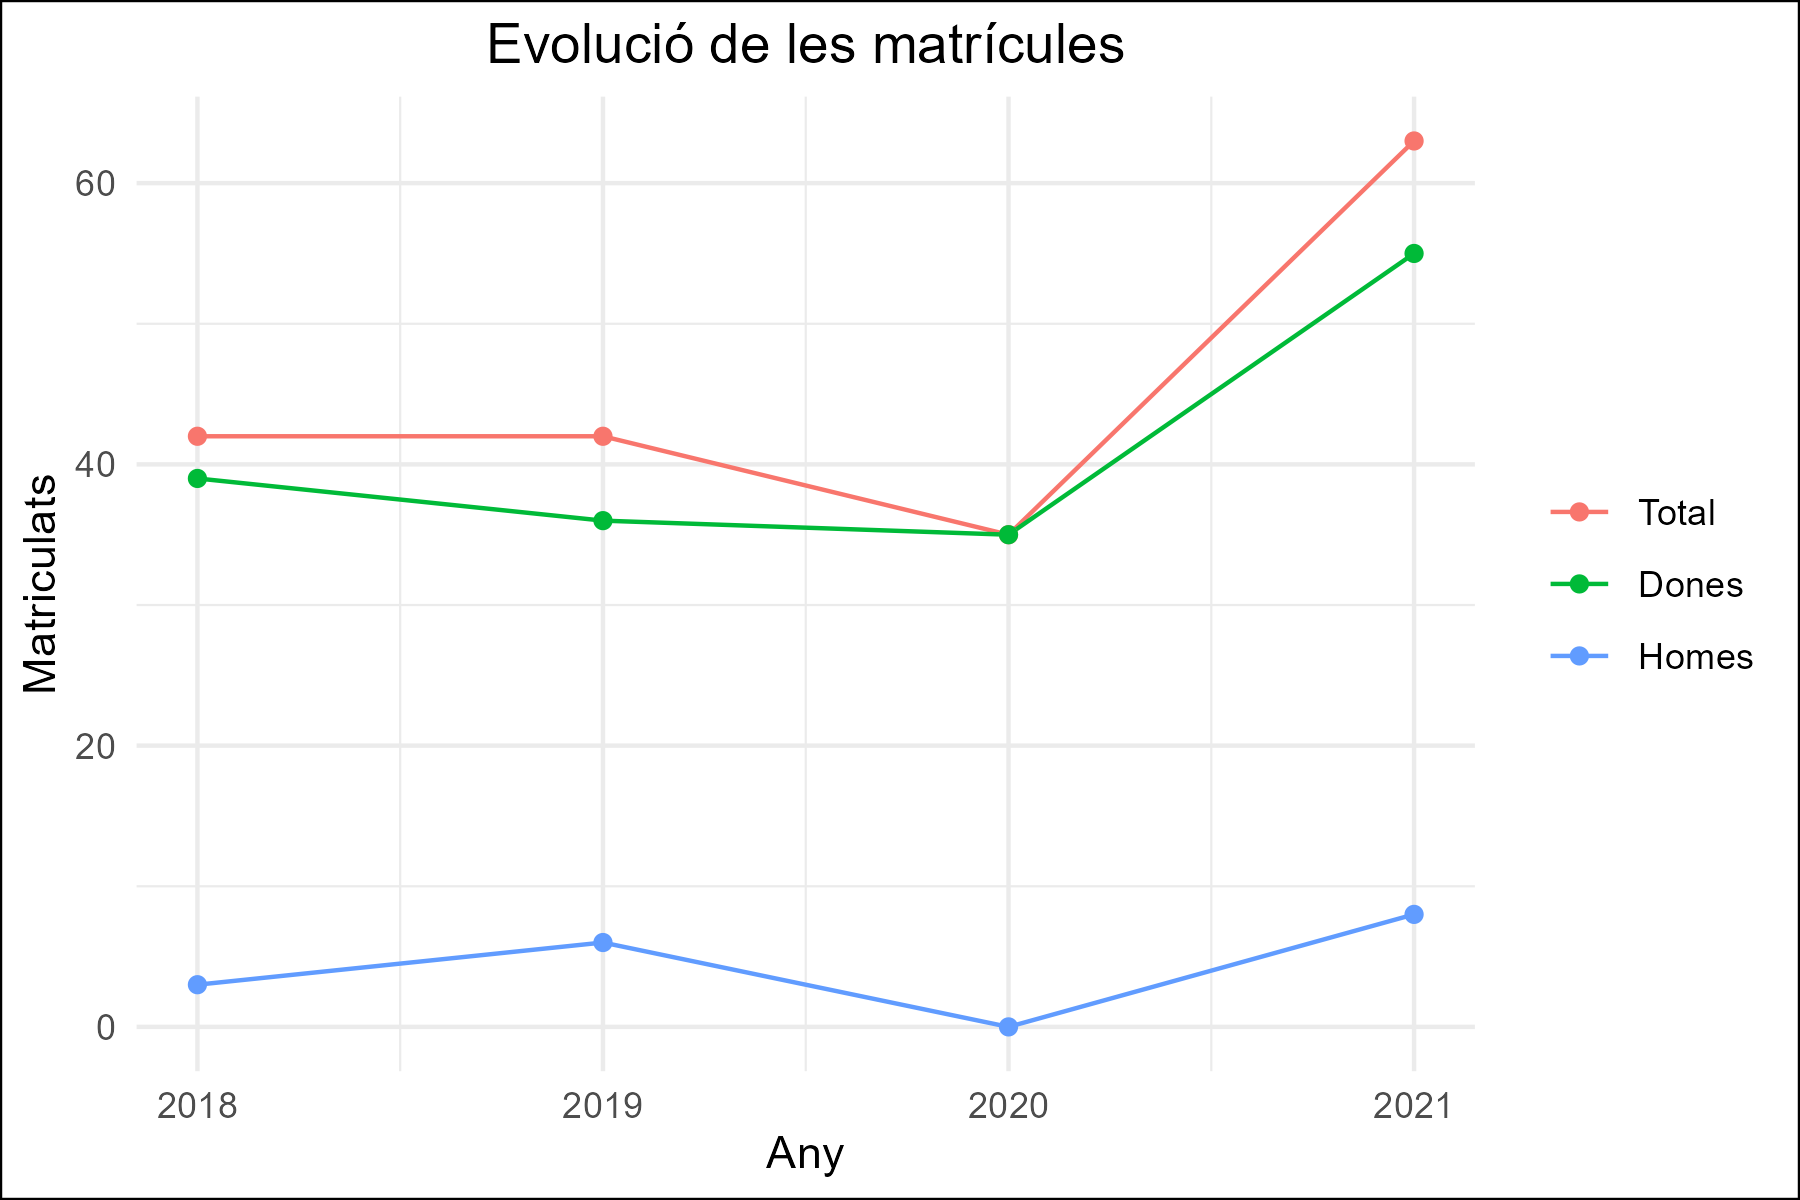 Evolució de les matrícules
Matriculats
60
40
20
0
2018
2019
2020
2021
Any
Total
Dones
Homes